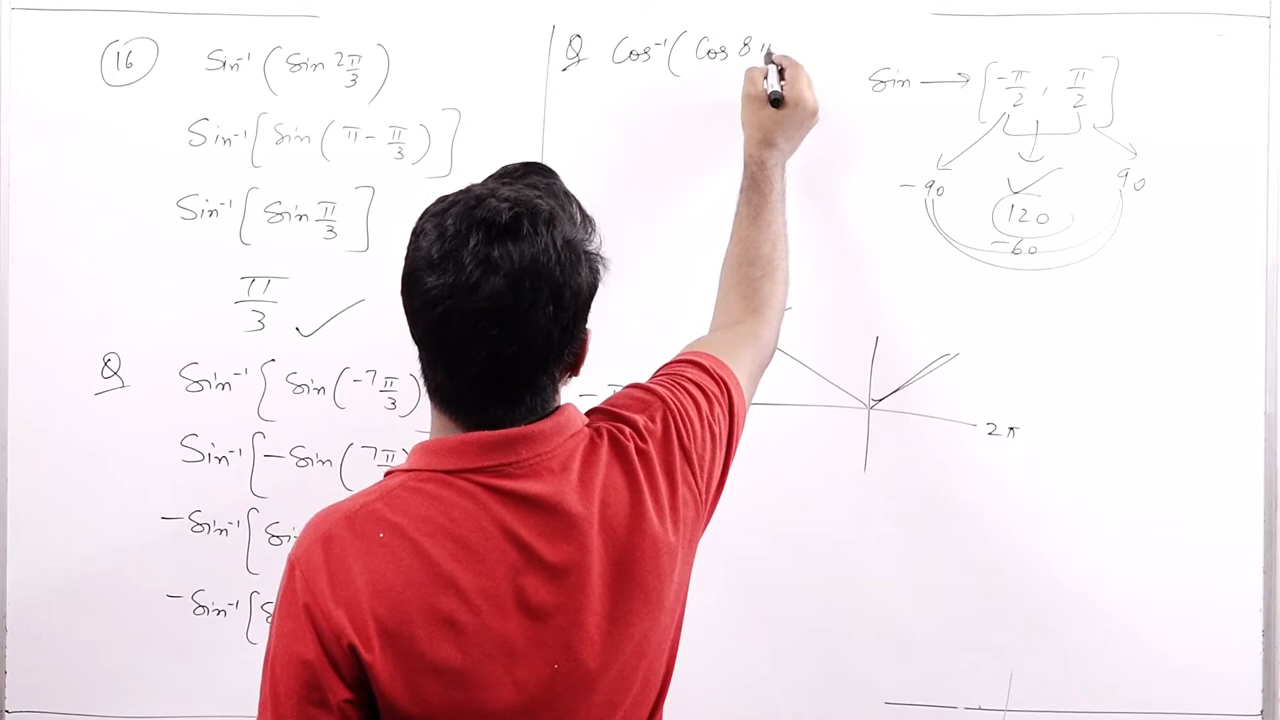 16 Sin⁻¹ (Sin 2π/3)
Sin⁻¹ [Sin (π - π/3)]
Sin⁻¹ [Sin π/3]
π/3 ✓
Q Sin⁻¹ { Sin (-7π/3)
Sin⁻¹ { -Sin (7π
-Sin⁻¹ {
-Sin⁻¹ {
Q Cos⁻¹ ( Cos 8
Sin → [-π/2 , π/2]
-90 ✓ 90
120
-60
2π